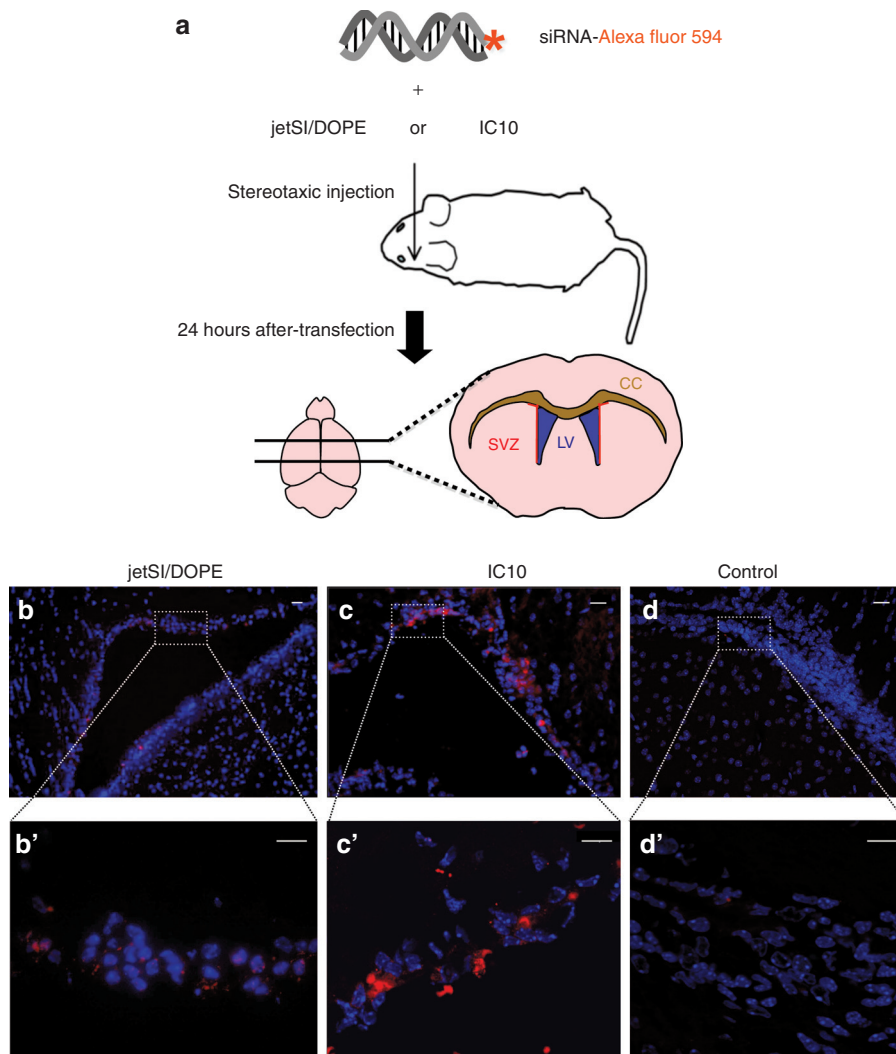 a
siRNA-Alexa fluor 594
+
jetSI/DOPE or IC10
Stereotaxic injection
24 hours after-transfection
CC
SVZ
LV
jetSI/DOPE IC10 Control
b c d
b' c' d'